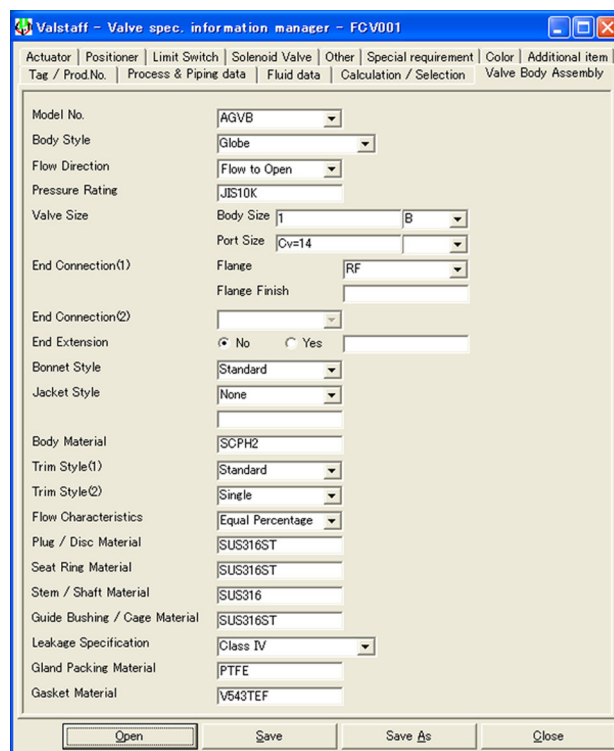 Valstaff - Valve spec. information manager - FCV001
Actuator Positioner Limit Switch Solenoid Valve Other Special requirement Color Additional item
Tag / Prod.No. Process & Piping data Fluid data Calculation / Selection Valve Body Assembly
Model No. AGVB
Body Style Globe
Flow Direction Flow to Open
Pressure Rating JIS10K
Valve Size Body Size 1 B
Port Size Cv=14
End Connection(1) Flange RF
Flange Finish
End Connection(2)
End Extension No Yes
Bonnet Style Standard
Jacket Style None
Body Material SCPH2
Trim Style(1) Standard
Trim Style(2) Single
Flow Characteristics Equal Percentage
Plug / Disc Material SUS316ST
Seat Ring Material SUS316ST
Stem / Shaft Material SUS316
Guide Bushing / Cage Material SUS316ST
Leakage Specification Class IV
Gland Packing Material PTFE
Gasket Material V543TEF
Open Save Save As Close